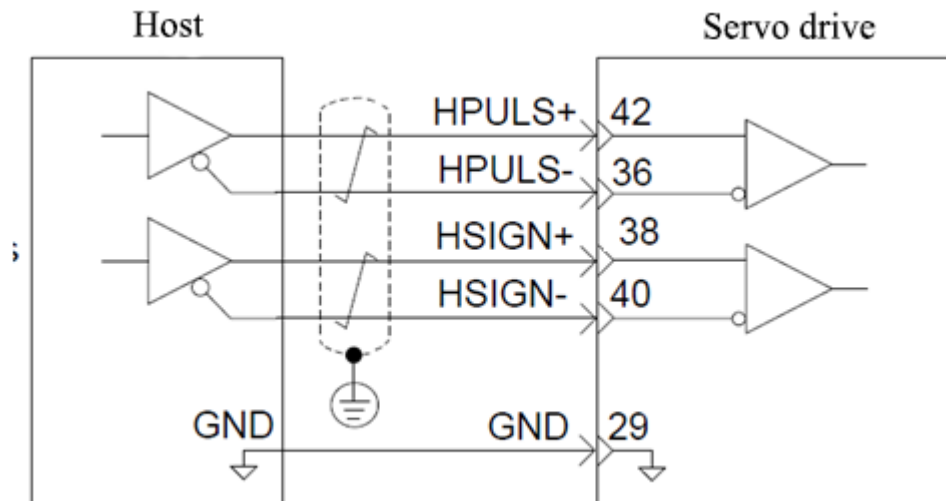 Host
Servo drive
HPULS+ 42
HPULS- 36
HSIGN+ 38
HSIGN- 40
GND GND 29
s